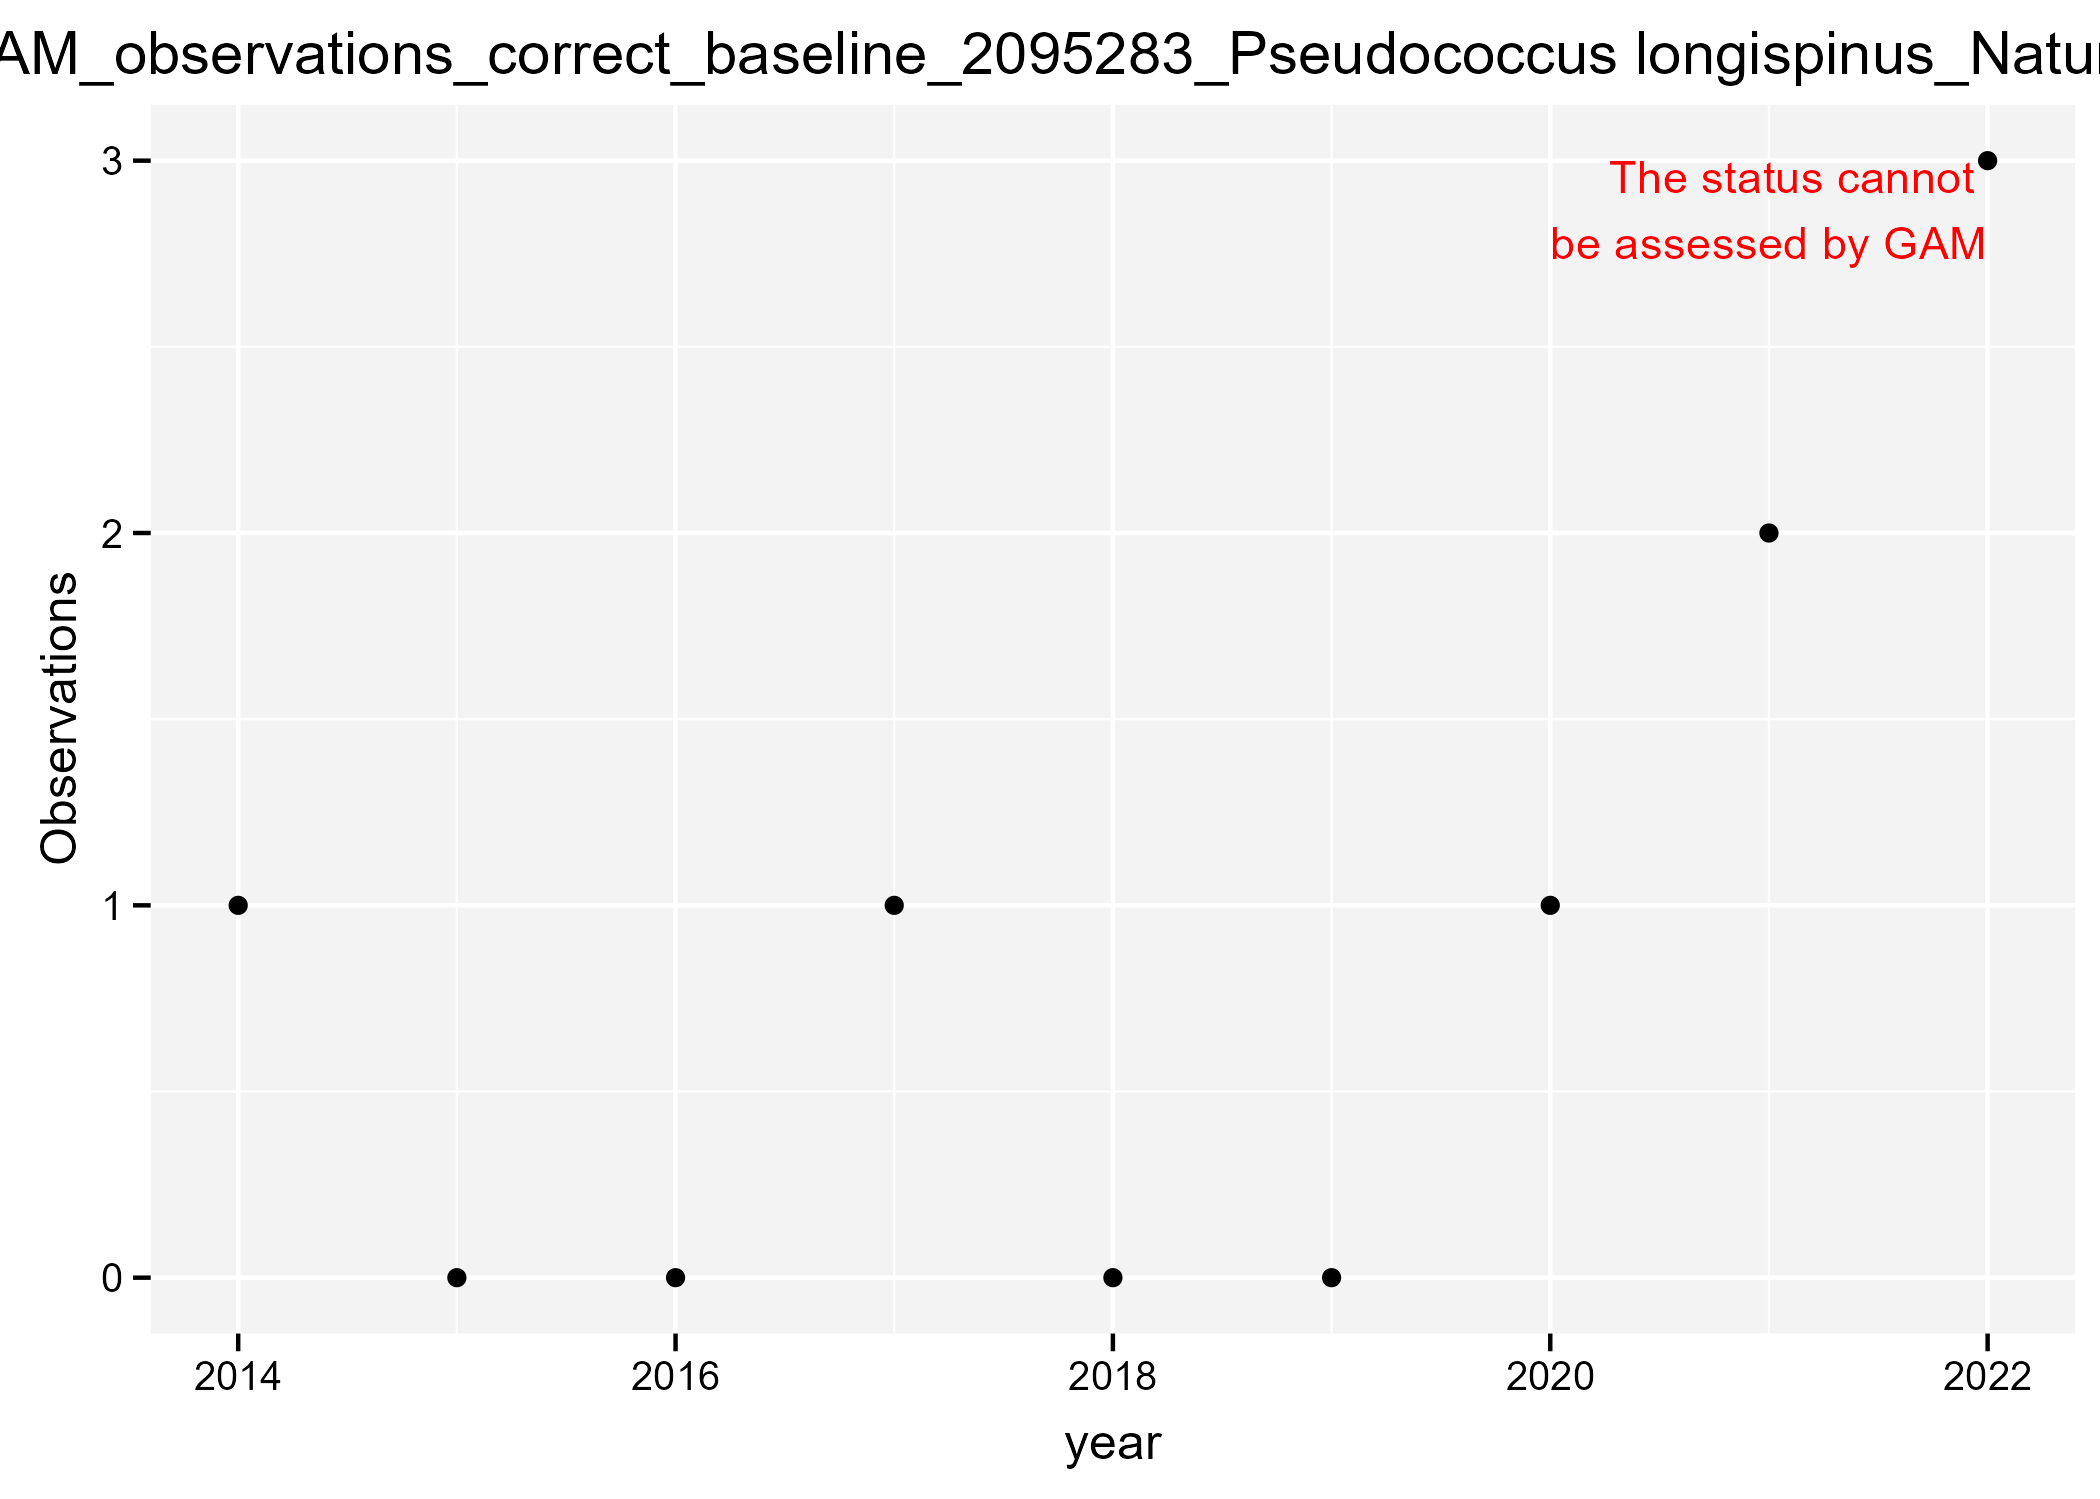 AM_observations_correct_baseline_2095283_Pseudococcus longispinus_Natu
3
The status cannot
be assessed by GAM
2
Observations
1
0
2014 2016 2018 2020 2022
year